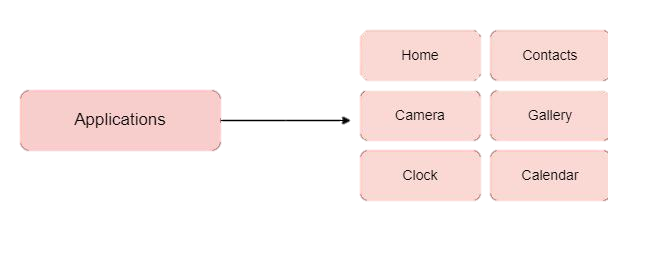 Applications
Home
Contacts
Camera
Gallery
Clock
Calendar